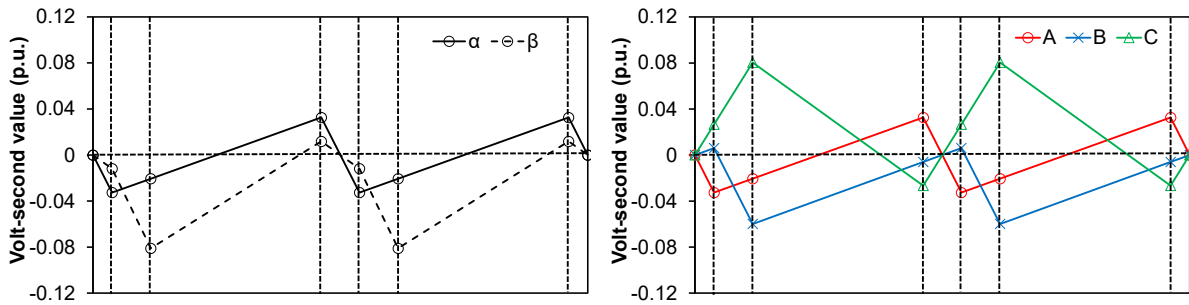 Volt-second value (p.u.)
0.12
0.08
0.04
0
-0.04
-0.08
-0.12
α
β
Volt-second value (p.u.)
0.12
0.08
0.04
0
-0.04
-0.08
-0.12
A
B
C